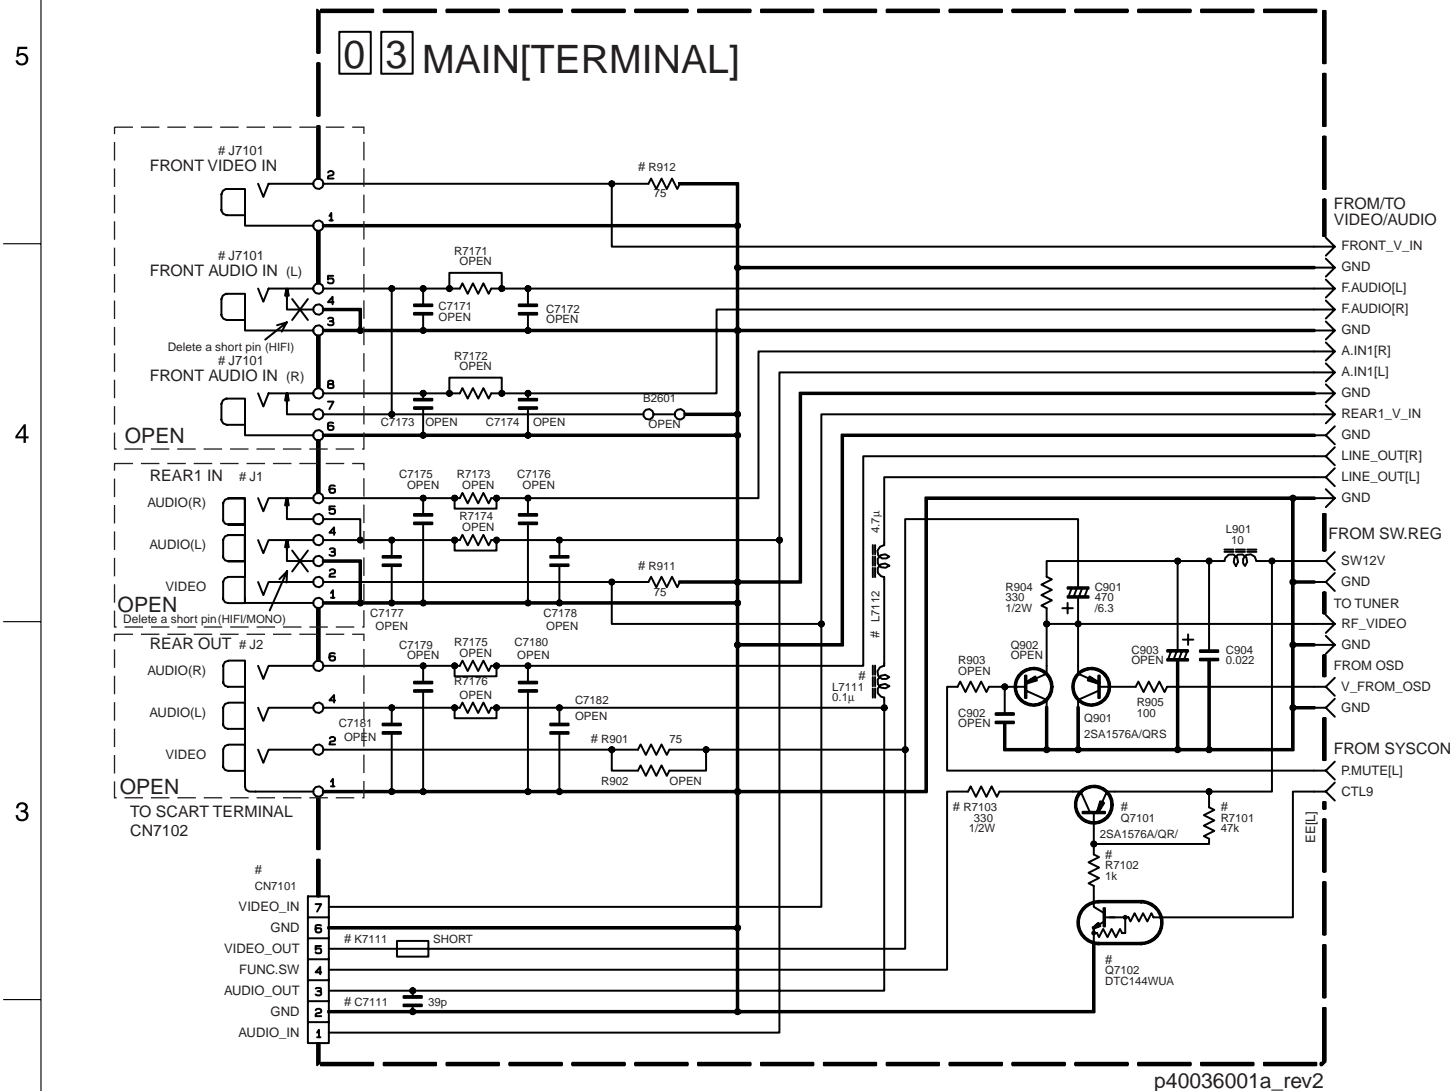 5
0 3 MAIN[TERMINAL]
# J7101
FRONT VIDEO IN
2
1
# R912
75
FROM/TO
VIDEO/AUDIO
FRONT_V_IN
GND
F.AUDIO[L]
F.AUDIO[R]
GND
A.IN1[R]
A.IN1[L]
GND
REAR1_V_IN
GND
LINE_OUT[R]
LINE_OUT[L]
GND
# J7101
FRONT AUDIO IN (L)
5
4
3
R7171
OPEN
C7171
OPEN
C7172
OPEN
Delete a short pin (HIFI)
# J7101
FRONT AUDIO IN (R)
8
7
6
R7172
OPEN
C7173 OPEN
C7174 OPEN
B2601
OPEN
OPEN
4
REAR1 IN # J1
AUDIO(R)
AUDIO(L)
VIDEO
6
5
4
3
2
1
C7175
OPEN
R7173
OPEN
R7174
OPEN
C7176
OPEN
C7177
OPEN
C7178
OPEN
# R911
75
OPEN
Delete a short pin(HIFI/MONO)
4.7µ
# L7112
#
L7111
0.1µ
FROM SW.REG
SW12V
GND
TO TUNER
RF_VIDEO
GND
FROM OSD
V_FROM_OSD
GND
FROM SYSCON
P.MUTE[L]
CTL9
L901
10
R904
330
1/2W
C901
470
/6.3
+
Q902
OPEN
R903
OPEN
C902
OPEN
C903
OPEN
+
C904
0.022
R905
100
Q901
2SA1576A/QRS
REAR OUT # J2
AUDIO(R)
AUDIO(L)
VIDEO
6
4
2
1
C7179
OPEN
R7175
OPEN
R7176
OPEN
C7180
OPEN
C7181
OPEN
C7182
OPEN
# R901 75
R902 OPEN
OPEN
TO SCART TERMINAL
CN7102
3
# R7103
330
1/2W
#
Q7101
2SA1576A/QR/
#
R7101
47k
EE[L]
#
R7102
1k
#
Q7102
DTC144WUA
#
CN7101
VIDEO_IN 7
GND 6
VIDEO_OUT 5
FUNC.SW 4
AUDIO_OUT 3
GND 2
AUDIO_IN 1
# K7111 SHORT
# C7111 39p
p40036001a_rev2